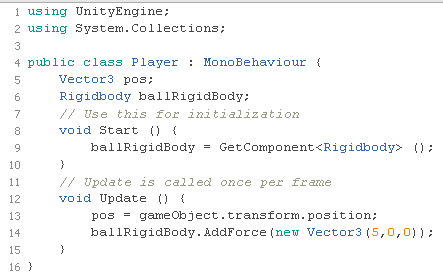 1 using UnityEngine;
2 using System.Collections;
3
4 public class Player : MonoBehaviour {
5     Vector3 pos;
6     Rigidbody ballRigidBody;
7     // Use this for initialization
8     void Start () {
9         ballRigidBody = GetComponent<Rigidbody> ();
10     }
11     // Update is called once per frame
12     void Update () {
13         pos = gameObject.transform.position;
14         ballRigidBody.AddForce(new Vector3(5,0,0));
15     }
16 }